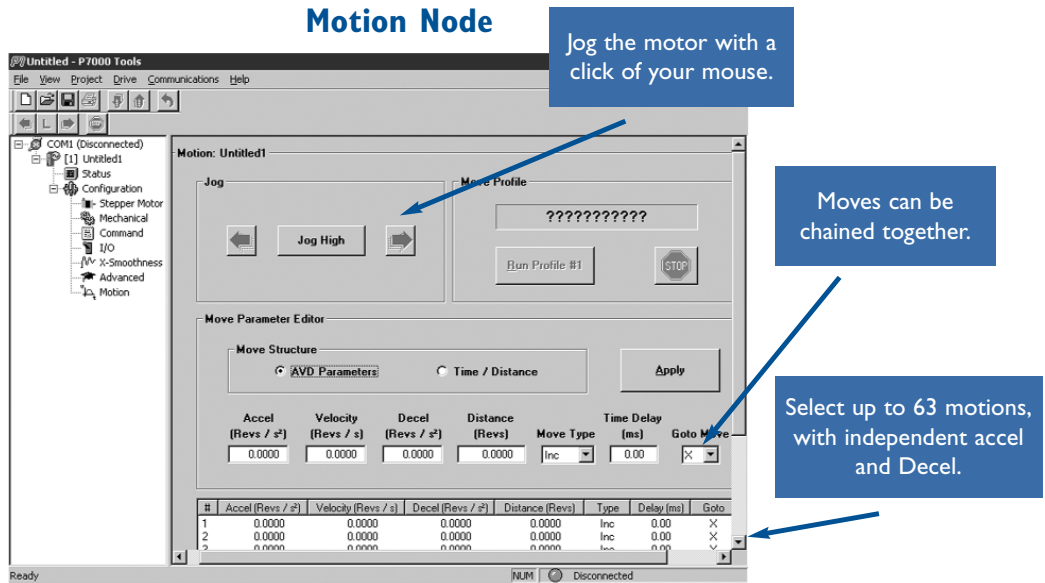 Motion Node
Jog the motor with a
click of your mouse.
Untitled - P7000 Tools
File View Project Drive Communications Help
L
COM1 (Disconnected)
[1] Untitled1
Status
Configuration
Stepper Motor
Mechanical
Command
I/O
X-Smoothness
Advanced
Motion
Motion: Untitled1
Jog
Jog High
Move Profile
???????????
Run Profile #1
STOP
Moves can be
chained together.
Move Parameter Editor
Move Structure
AVD Parameters
Time / Distance
Apply
Accel
(Revs / s²)
Velocity
(Revs / s)
Decel
(Revs / s²)
Distance
(Revs)
Move Type
Time Delay
(ms)
Goto Move
0.0000 0.0000 0.0000 0.0000 Inc 0.00 X
Select up to 63 motions,
with independent accel
and Decel.
# Accel (Revs / s²) Velocity (Revs / s) Decel (Revs / s²) Distance (Revs) Type Delay (ms) Goto
1 0.0000 0.0000 0.0000 0.0000 Inc 0.00 X
2 0.0000 0.0000 0.0000 0.0000 Inc 0.00 X
Ready
NUM
Disconnected